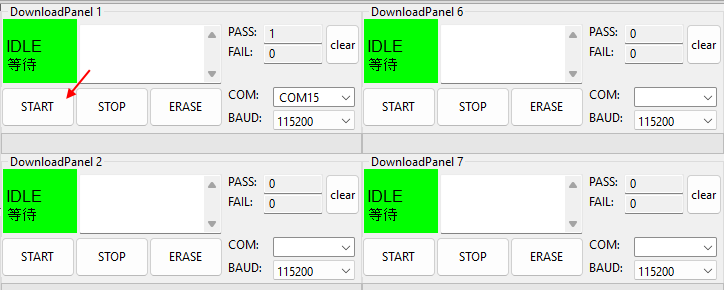 DownloadPanel 1
IDLE
等待
PASS: 1
FAIL: 0
clear
START STOP ERASE
COM: COM15
BAUD: 115200
DownloadPanel 6
IDLE
等待
PASS: 0
FAIL: 0
clear
START STOP ERASE
COM:
BAUD: 115200
DownloadPanel 2
IDLE
等待
PASS: 0
FAIL: 0
clear
START STOP ERASE
COM:
BAUD: 115200
DownloadPanel 7
IDLE
等待
PASS: 0
FAIL: 0
clear
START STOP ERASE
COM:
BAUD: 115200